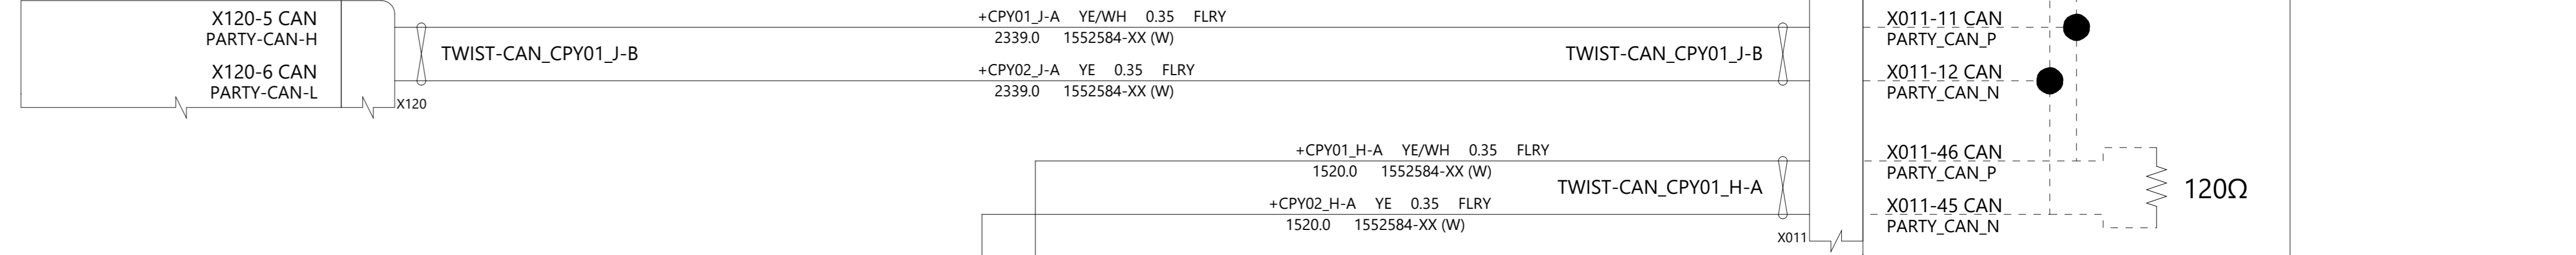 X120-5 CAN
PARTY-CAN-H
X120-6 CAN
PARTY-CAN-L
X120
TWIST-CAN_CPY01_J-B
+CPY01_J-A YE/WH 0.35 FLRY
2339.0 1552584-XX (W)
+CPY02_J-A YE 0.35 FLRY
2339.0 1552584-XX (W)
TWIST-CAN_CPY01_J-B
+CPY01_H-A YE/WH 0.35 FLRY
1520.0 1552584-XX (W)
TWIST-CAN_CPY01_H-A
+CPY02_H-A YE 0.35 FLRY
1520.0 1552584-XX (W)
X011
X011-11 CAN
PARTY_CAN_P
X011-12 CAN
PARTY_CAN_N
X011-46 CAN
PARTY_CAN_P
X011-45 CAN
PARTY_CAN_N
120Ω